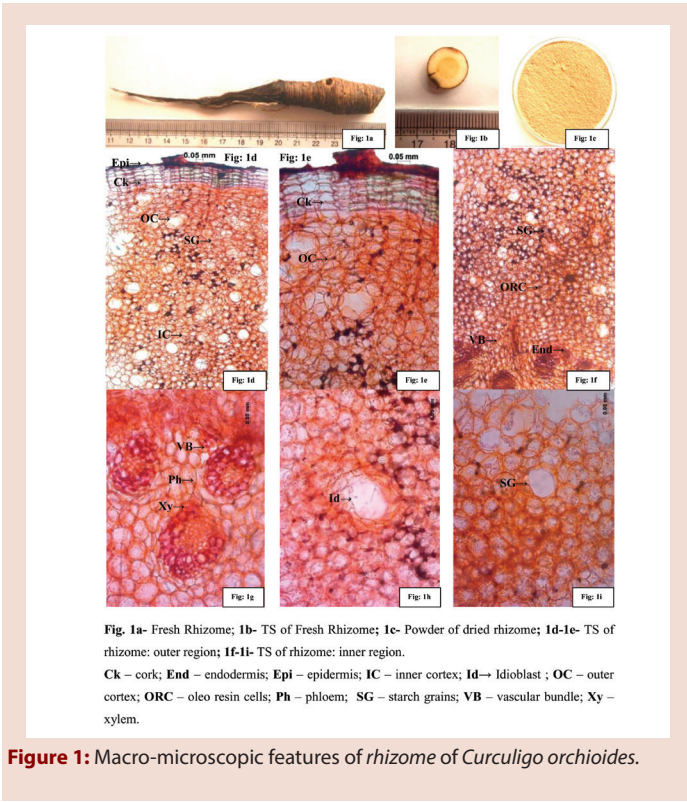 11 12 13 14 15 16 17 18 19 20 21 22 23
Fig: 1a
17 18
Fig: 1b
Fig: 1c
Epi→
0.05 mm
Fig: 1d
Ck→
OC→
SG→
IC→
Fig: 1d
Fig: 1e
0.05 mm
Ck→
OC→
Fig: 1e
SG→
ORC→
VB→
End→
Fig: 1f
VB→
Ph→
Xy→
Fig: 1g
Id→
Fig: 1h
0.05 mm
SG→
Fig: 1i
Fig. 1a- Fresh Rhizome; 1b- TS of Fresh Rhizome; 1c- Powder of dried rhizome; 1d-1e- TS of
rhizome: outer region; 1f-1i- TS of rhizome: inner region.
Ck – cork; End – endodermis; Epi – epidermis; IC – inner cortex; Id→ Idioblast ; OC – outer
cortex; ORC – oleo resin cells; Ph – phloem; SG – starch grains; VB – vascular bundle; Xy –
xylem.
Figure 1: Macro-microscopic features of rhizome of Curculigo orchioides.